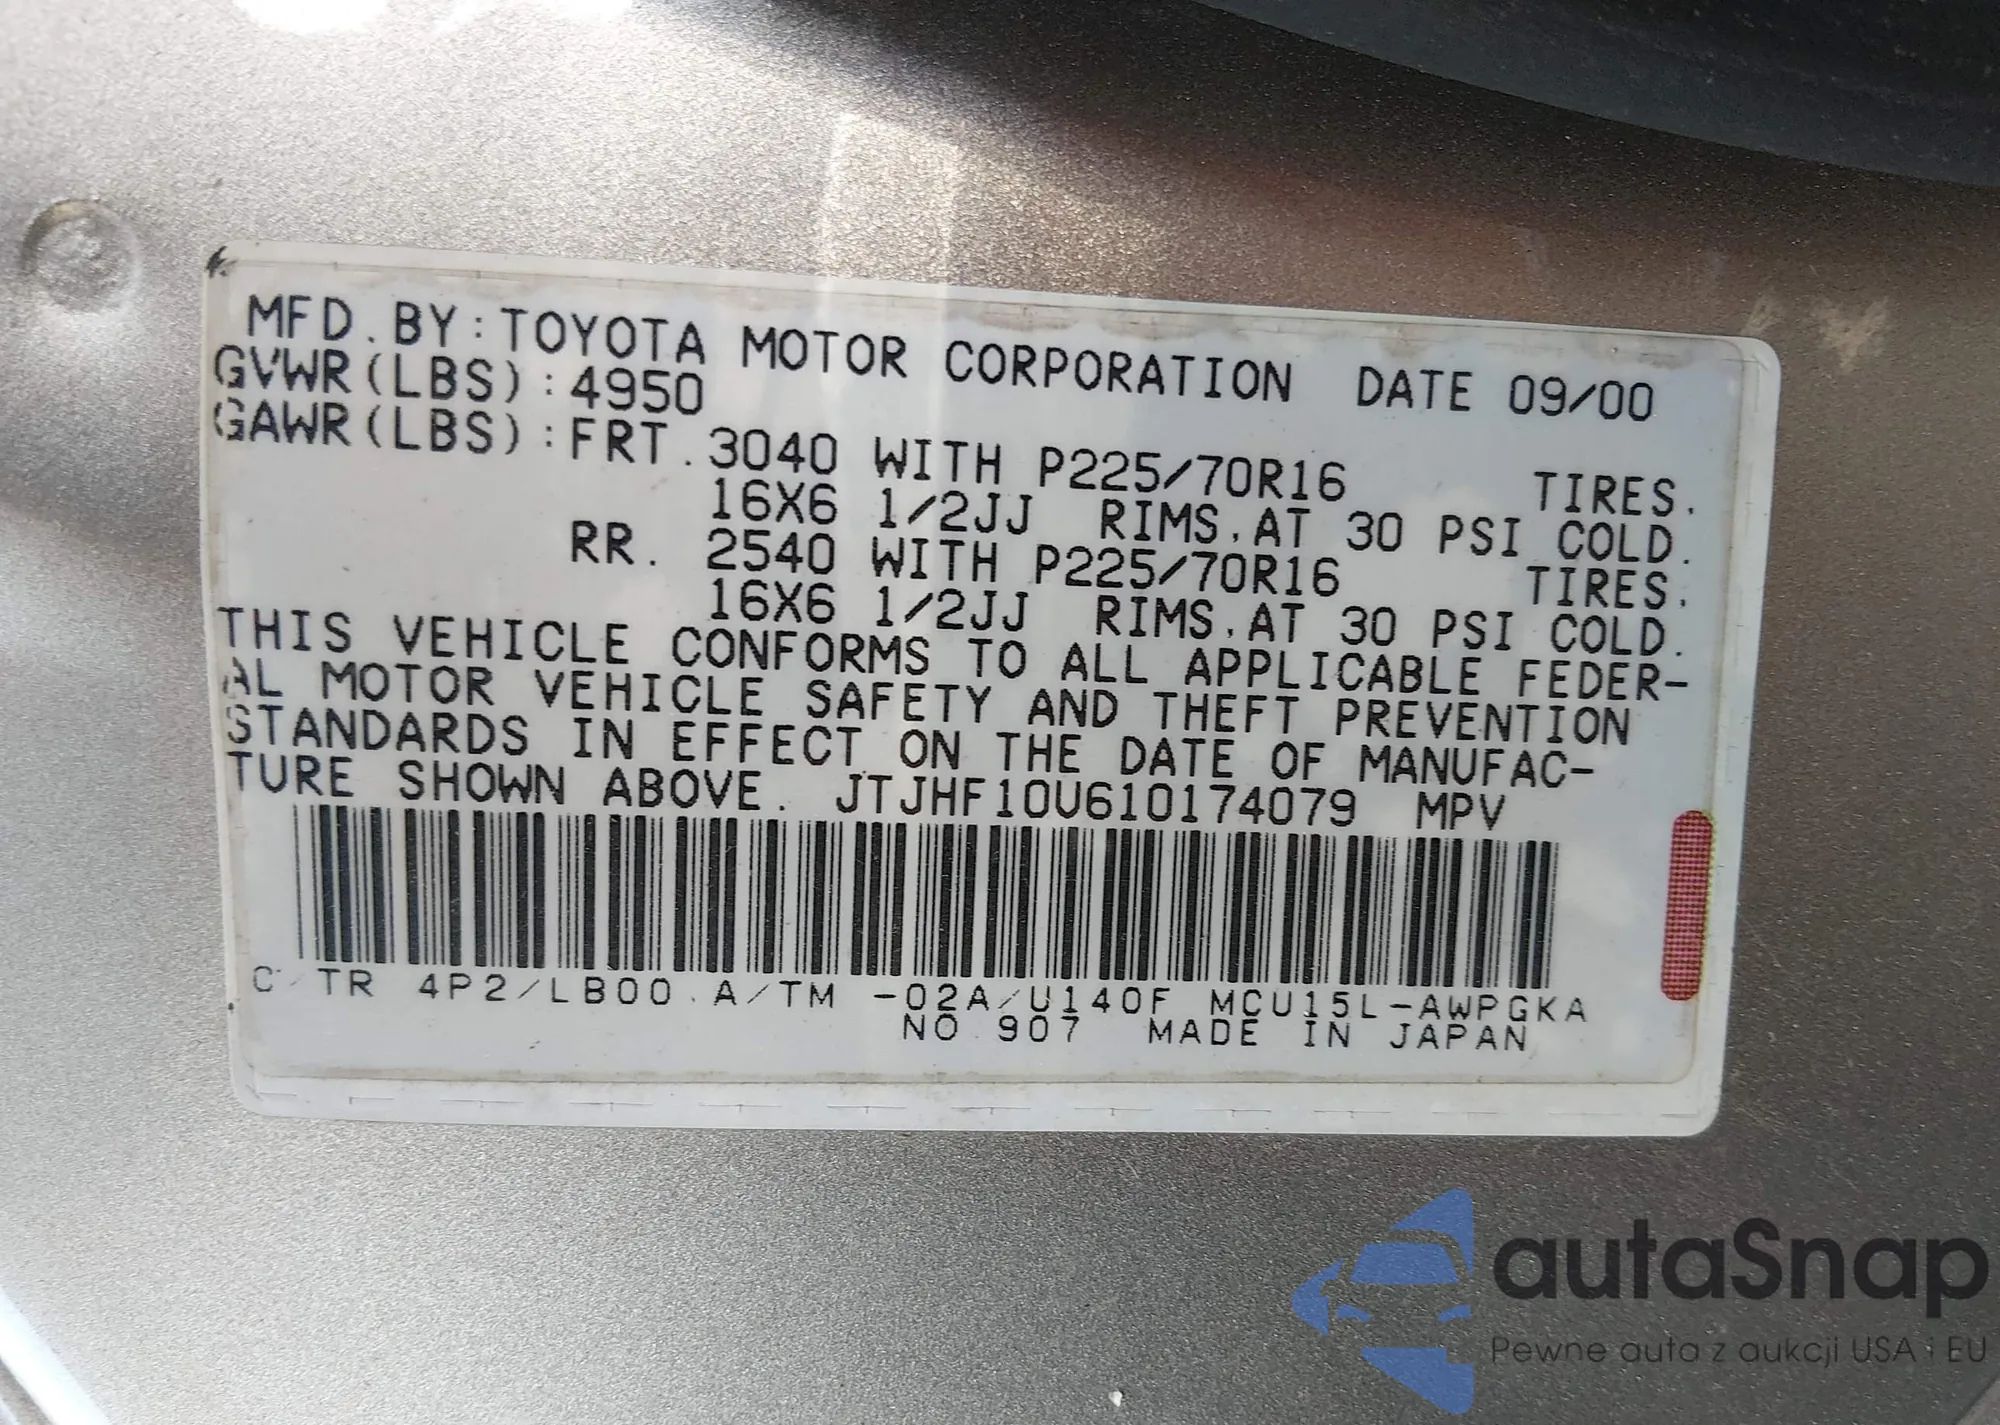 MFD.BY:TOYOTA MOTOR CORPORATION DATE 09/00
GVWR(LBS):4950
GAWR(LBS):FRT.3040 WITH P225/70R16 TIRES.
16X6 1/2JJ RIMS.AT 30 PSI COLD.
RR. 2540 WITH P225/70R16 TIRES.
16X6 1/2JJ RIMS.AT 30 PSI COLD.
THIS VEHICLE CONFORMS TO ALL APPLICABLE FEDER-
AL MOTOR VEHICLE SAFETY AND THEFT PREVENTION
STANDARDS IN EFFECT ON THE DATE OF MANUFAC-
TURE SHOWN ABOVE. JTJHF10U610174079 MPV
C/TR 4P2/LB00.A/TM -02A/U140F MCU15L-AWPGKA
NO.907 MADE IN JAPAN
autaSnap
Pewne auta z aukcji USA i EU